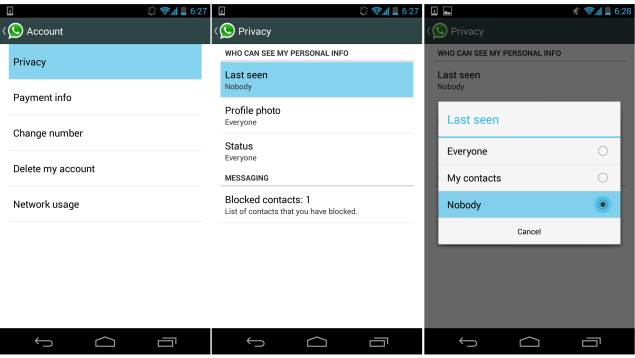 6:27
Account
Privacy
Payment info
Change number
Delete my account
Network usage
6:27
Privacy
WHO CAN SEE MY PERSONAL INFO
Last seen
Nobody
Profile photo
Everyone
Status
Everyone
MESSAGING
Blocked contacts: 1
List of contacts that you have blocked.
6:28
Privacy
WHO CAN SEE MY PERSONAL INFO
Last seen
Nobody
Last seen
Everyone
My contacts
Nobody
Cancel